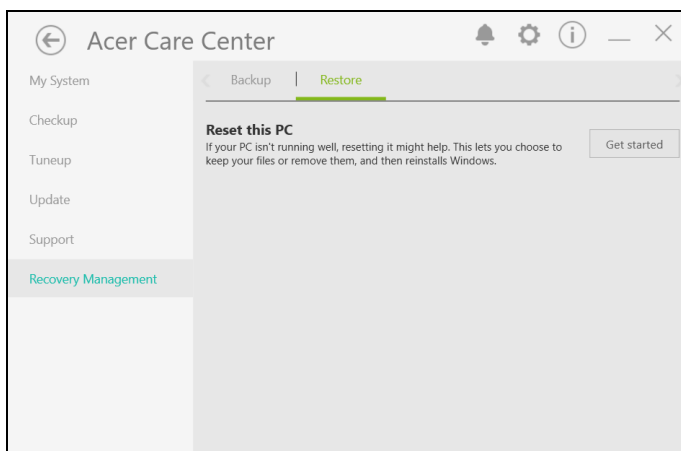 Acer Care Center
My System
Checkup
Tuneup
Update
Support
Recovery Management
Backup | Restore
Reset this PC
If your PC isn't running well, resetting it might help. This lets you choose to
keep your files or remove them, and then reinstalls Windows.
Get started